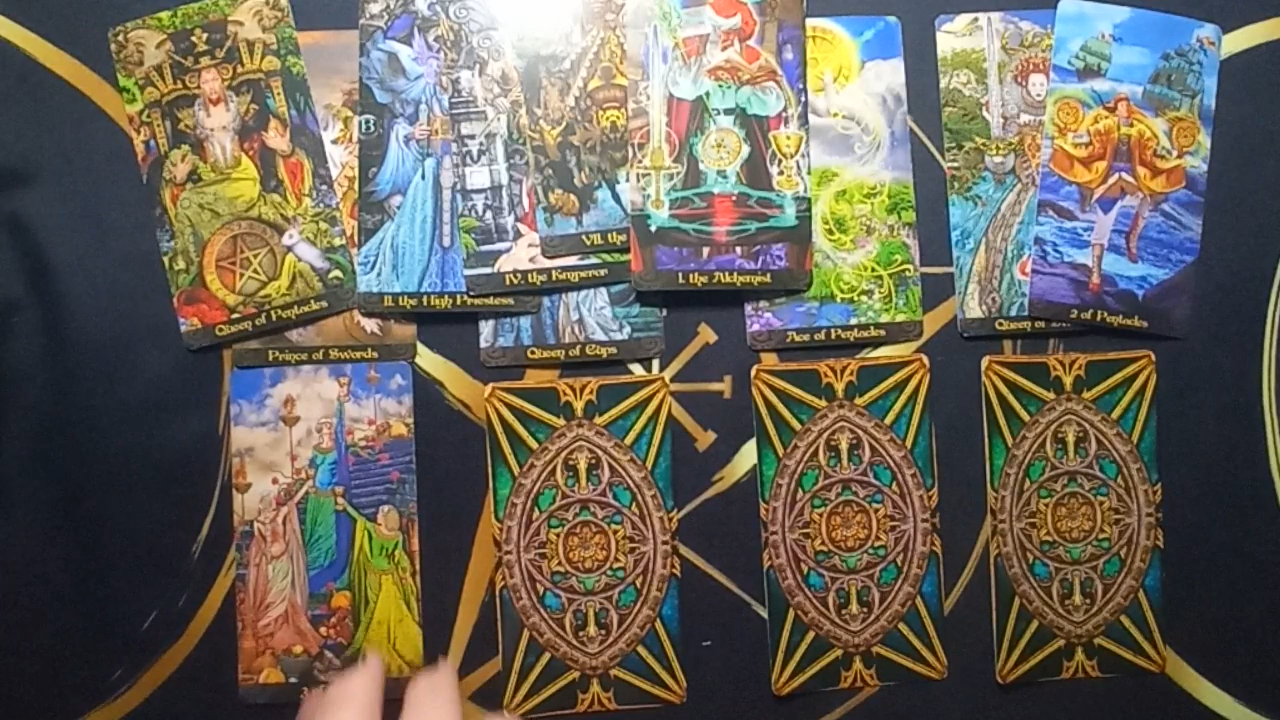 Queen of Pentacles
Prince of Swords
B
II. the High Priestess
IV. the Emperor
VII. the
Queen of Cups
I. the Alchemist
Ace of Pentacles
Queen of
2 of Pentacles